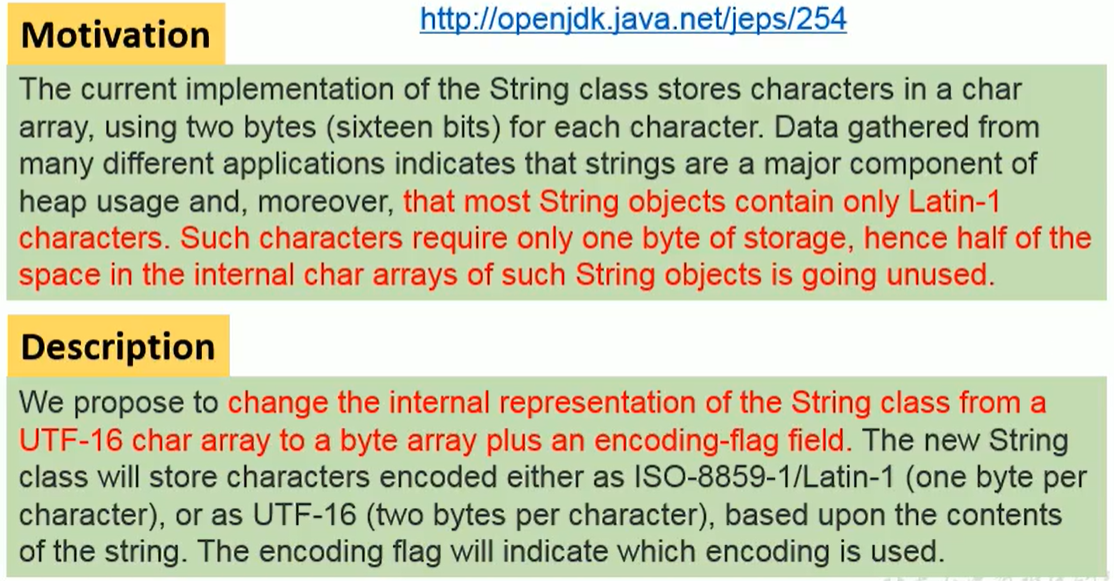 Motivation
http://openjdk.java.net/jeps/254
The current implementation of the String class stores characters in a char
array, using two bytes (sixteen bits) for each character. Data gathered from
many different applications indicates that strings are a major component of
heap usage and, moreover, that most String objects contain only Latin-1
characters. Such characters require only one byte of storage, hence half of the
space in the internal char arrays of such String objects is going unused.
Description
We propose to change the internal representation of the String class from a
UTF-16 char array to a byte array plus an encoding-flag field. The new String
class will store characters encoded either as ISO-8859-1/Latin-1 (one byte per
character), or as UTF-16 (two bytes per character), based upon the contents
of the string. The encoding flag will indicate which encoding is used.